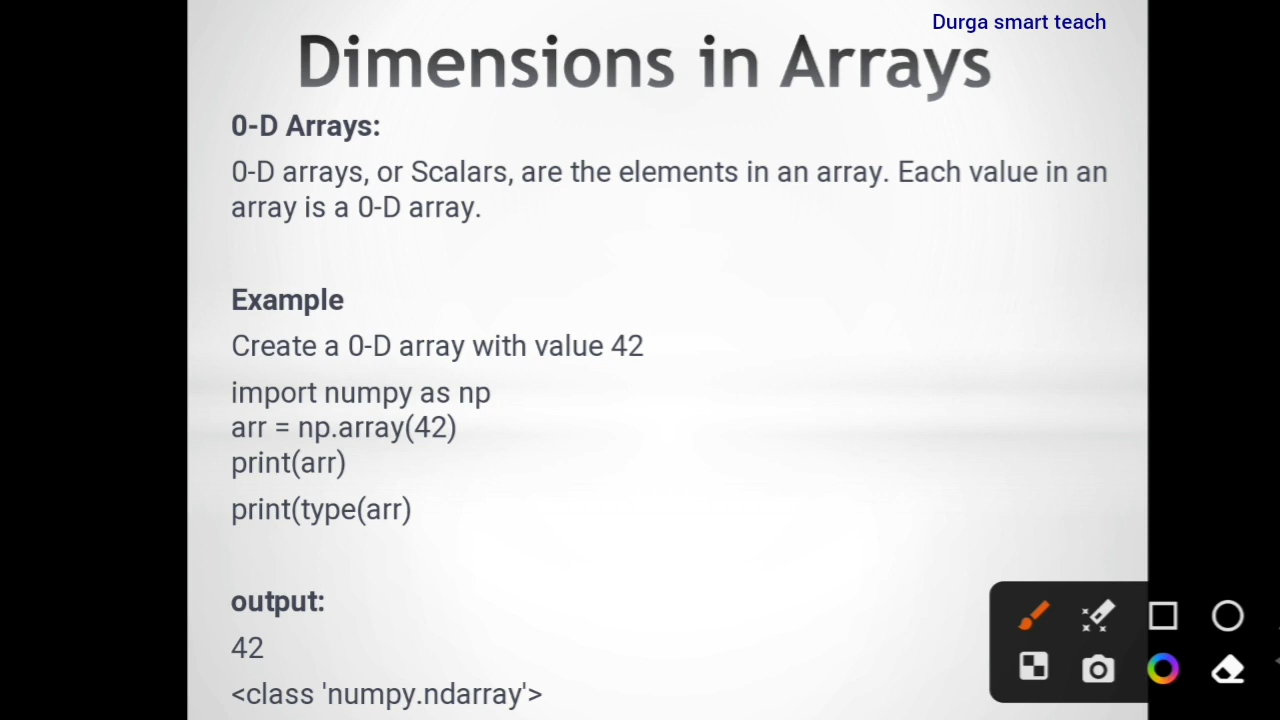 Durga smart teach
Dimensions in Arrays
0-D Arrays:
0-D arrays, or Scalars, are the elements in an array. Each value in an
array is a 0-D array.
Example
Create a 0-D array with value 42
import numpy as np
arr = np.array(42)
print(arr)
print(type(arr)
output:
42
<class 'numpy.ndarray'>